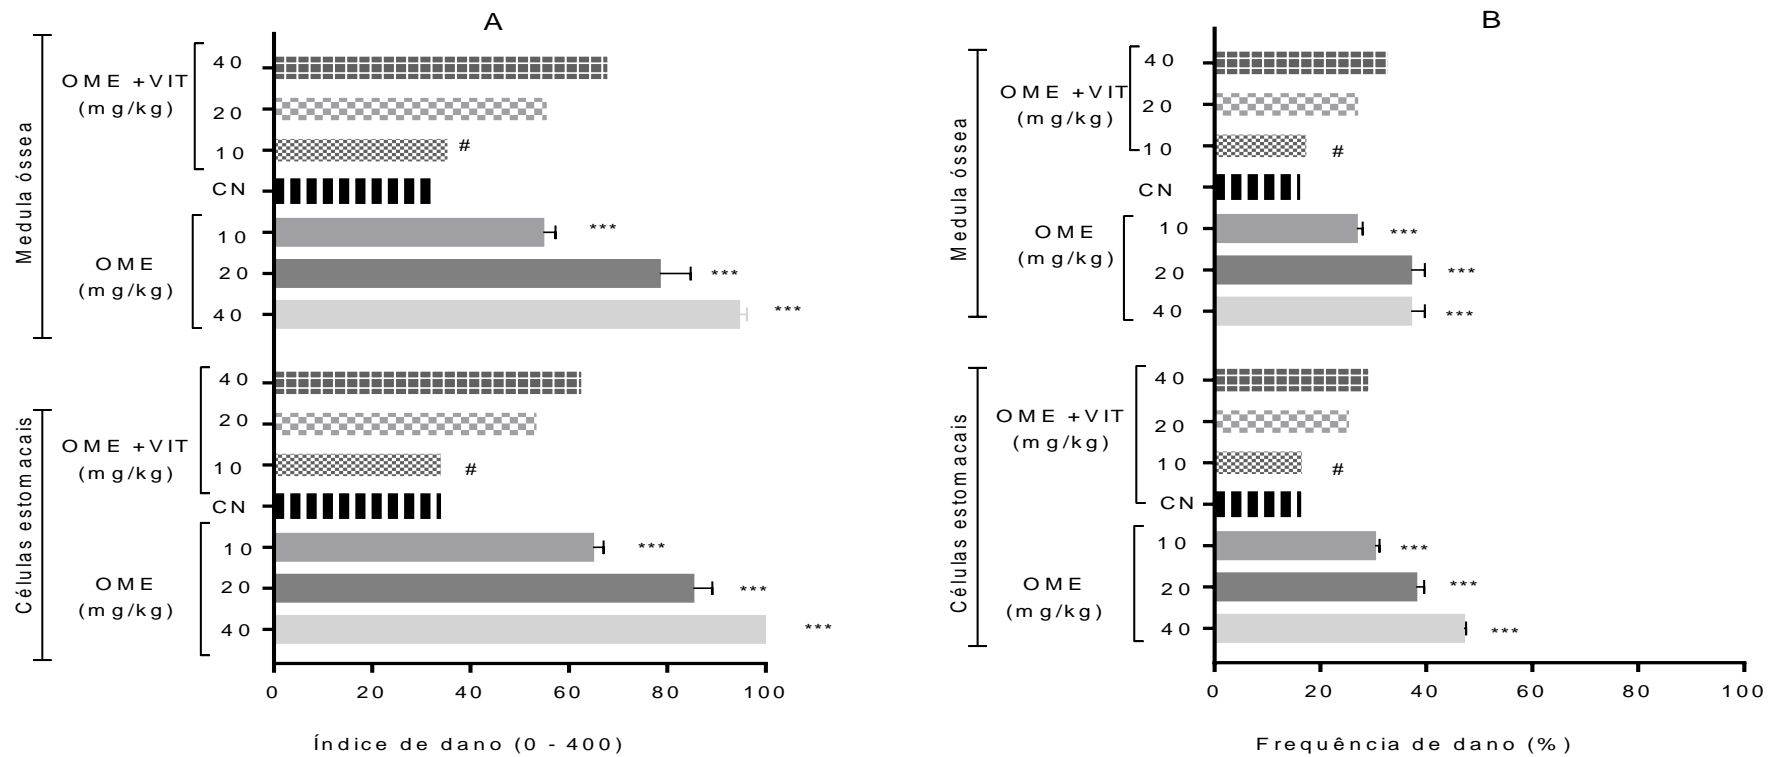 A
Medula óssea
OME +VIT
(mg/kg)
40
20
10
#
CN
OME
(mg/kg)
10
***
20
***
40
***
Células estomacais
OME +VIT
(mg/kg)
40
20
10
#
CN
OME
(mg/kg)
10
***
20
***
40
***
0 20 40 60 80 100
Índice de dano (0 - 400)
B
Medula óssea
OME +VIT
(mg/kg)
40
20
10
#
CN
OME
(mg/kg)
10
***
20
***
40
***
Células estomacais
OME +VIT
(mg/kg)
40
20
10
#
CN
OME
(mg/kg)
10
***
20
***
40
***
0 20 40 60 80 100
Frequência de dano (%)